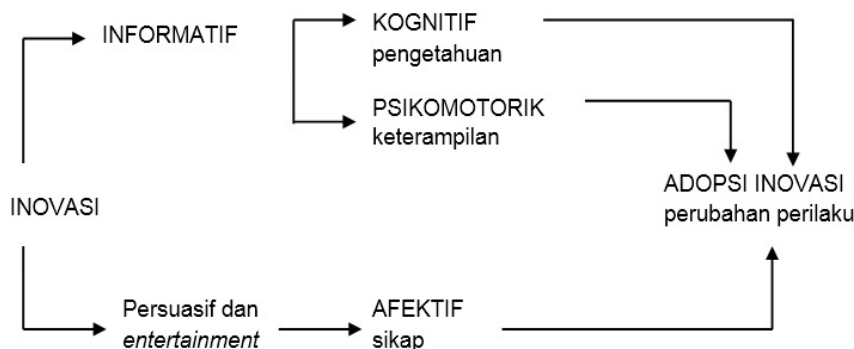 INFORMATIF
KOGNITIF
pengetahuan
PSIKOMOTORIK
keterampilan
INOVASI
ADOPSI INOVASI
perubahan perilaku
Persuasif dan
entertainment
AFEKTIF
sikap